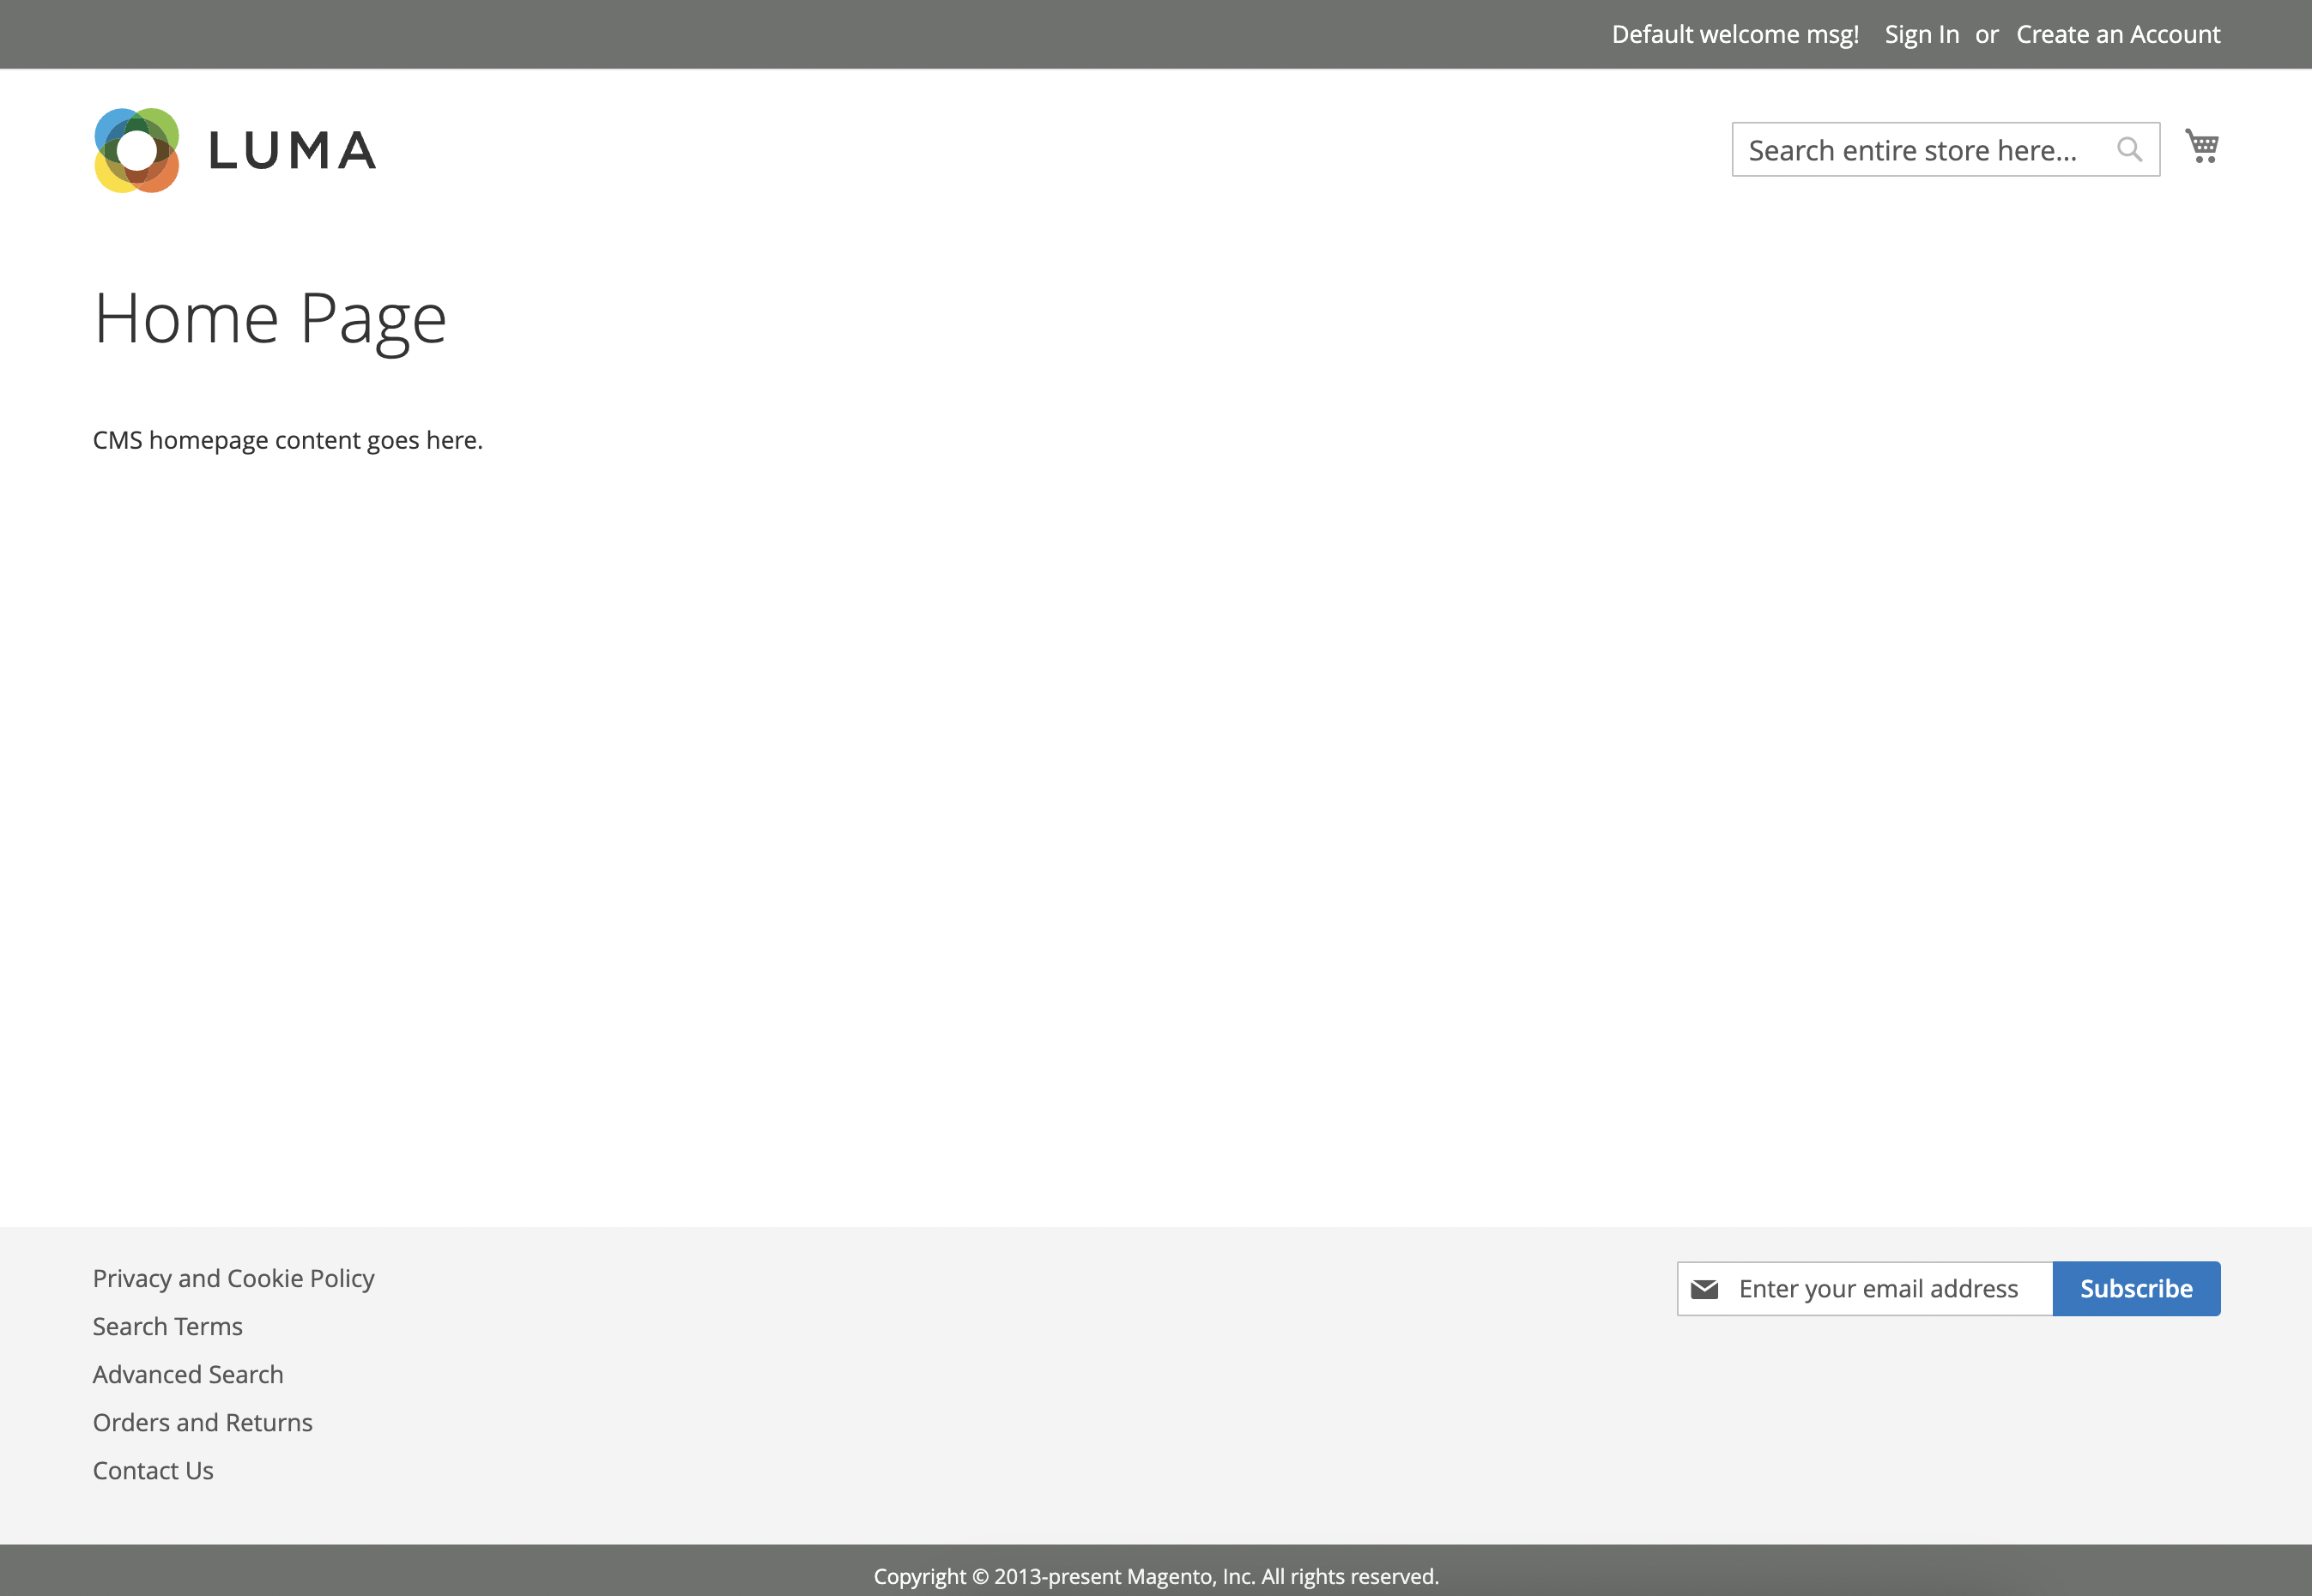 Default welcome msg! Sign In or Create an Account
LUMA
Search entire store here...
Home Page
CMS homepage content goes here.
Privacy and Cookie Policy
Search Terms
Advanced Search
Orders and Returns
Contact Us
Enter your email address
Subscribe
Copyright © 2013-present Magento, Inc. All rights reserved.